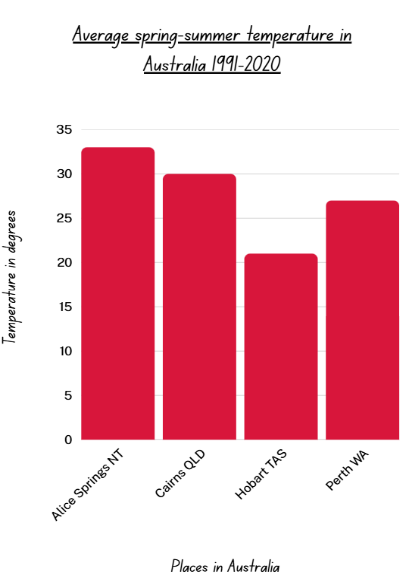 Average spring-summer temperature in
Australia 1991-2020
Temperature in degrees
35
30
25
20
15
10
5
0
Alice Springs NT
Cairns QLD
Hobart TAS
Perth WA
Places in Australia